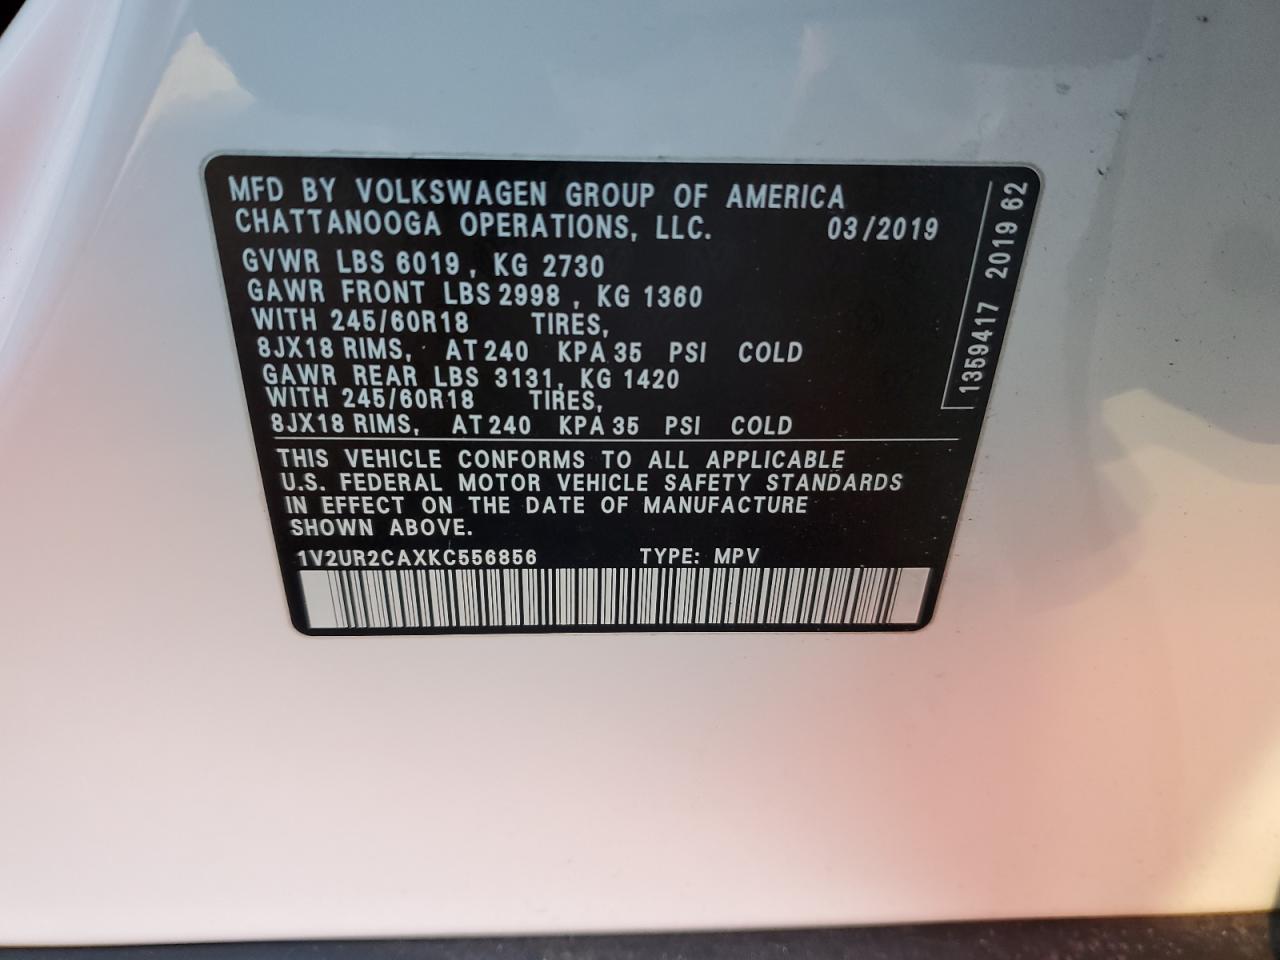 MFD BY VOLKSWAGEN GROUP OF AMERICA
CHATTANOOGA OPERATIONS, LLC. 03/2019
GVWR LBS 6019, KG 2730
GAWR FRONT LBS 2998, KG 1360
WITH 245/60R18 TIRES,
8JX18 RIMS, AT 240 KPA 35 PSI COLD
GAWR REAR LBS 3131, KG 1420
WITH 245/60R18 TIRES,
8JX18 RIMS, AT 240 KPA 35 PSI COLD
THIS VEHICLE CONFORMS TO ALL APPLICABLE
U.S. FEDERAL MOTOR VEHICLE SAFETY STANDARDS
IN EFFECT ON THE DATE OF MANUFACTURE
SHOWN ABOVE.
1V2UR2CAXKC556856 TYPE: MPV
1359417 2019 62